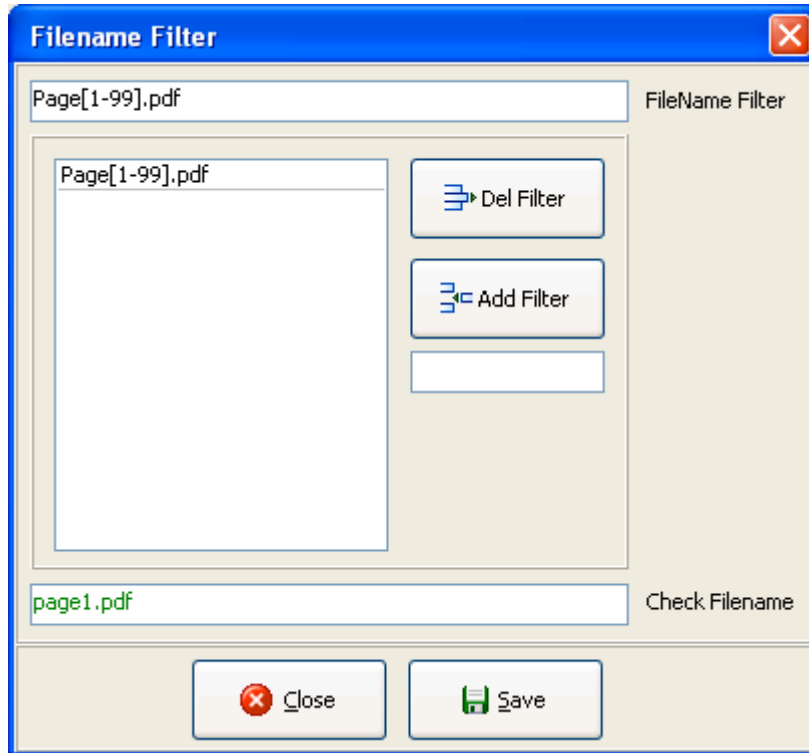 Filename Filter
Page[1-99].pdf
FileName Filter
Page[1-99].pdf
Del Filter
Add Filter
page1.pdf
Check Filename
Close
Save